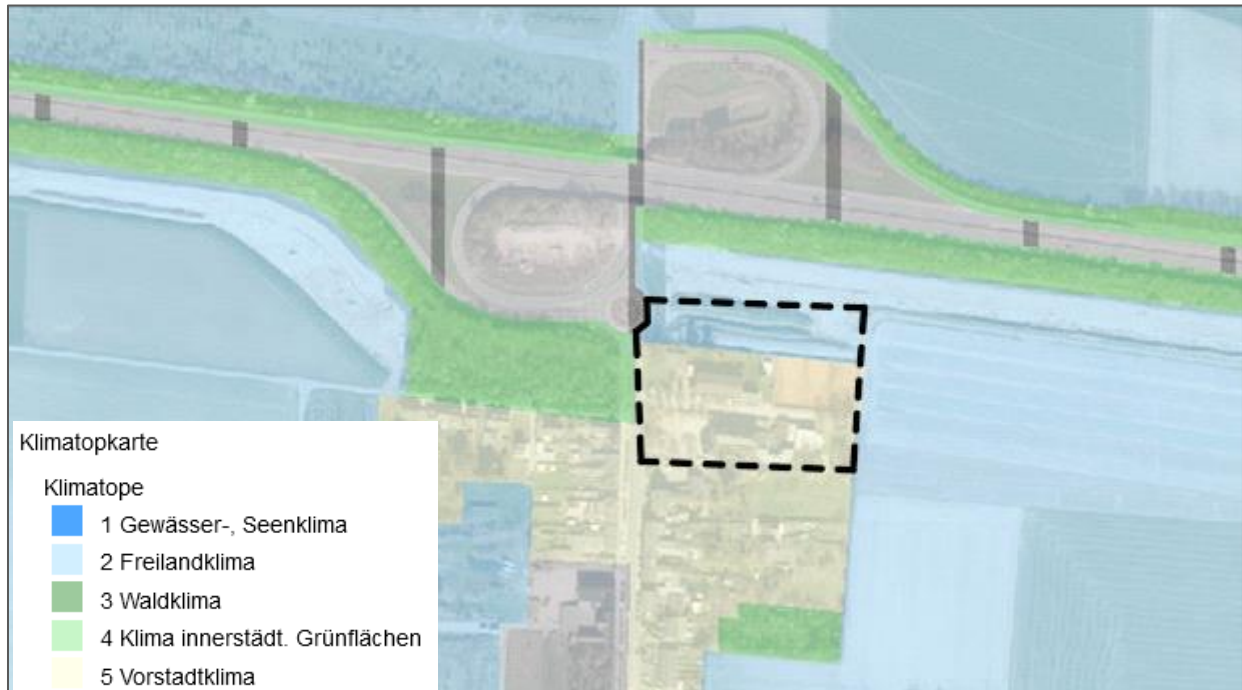 Klimatopkarte
Klimatope
1 Gewässer-, Seenklima
2 Freilandklima
3 Waldklima
4 Klima innerstädt. Grünflächen
5 Vorstadtklima